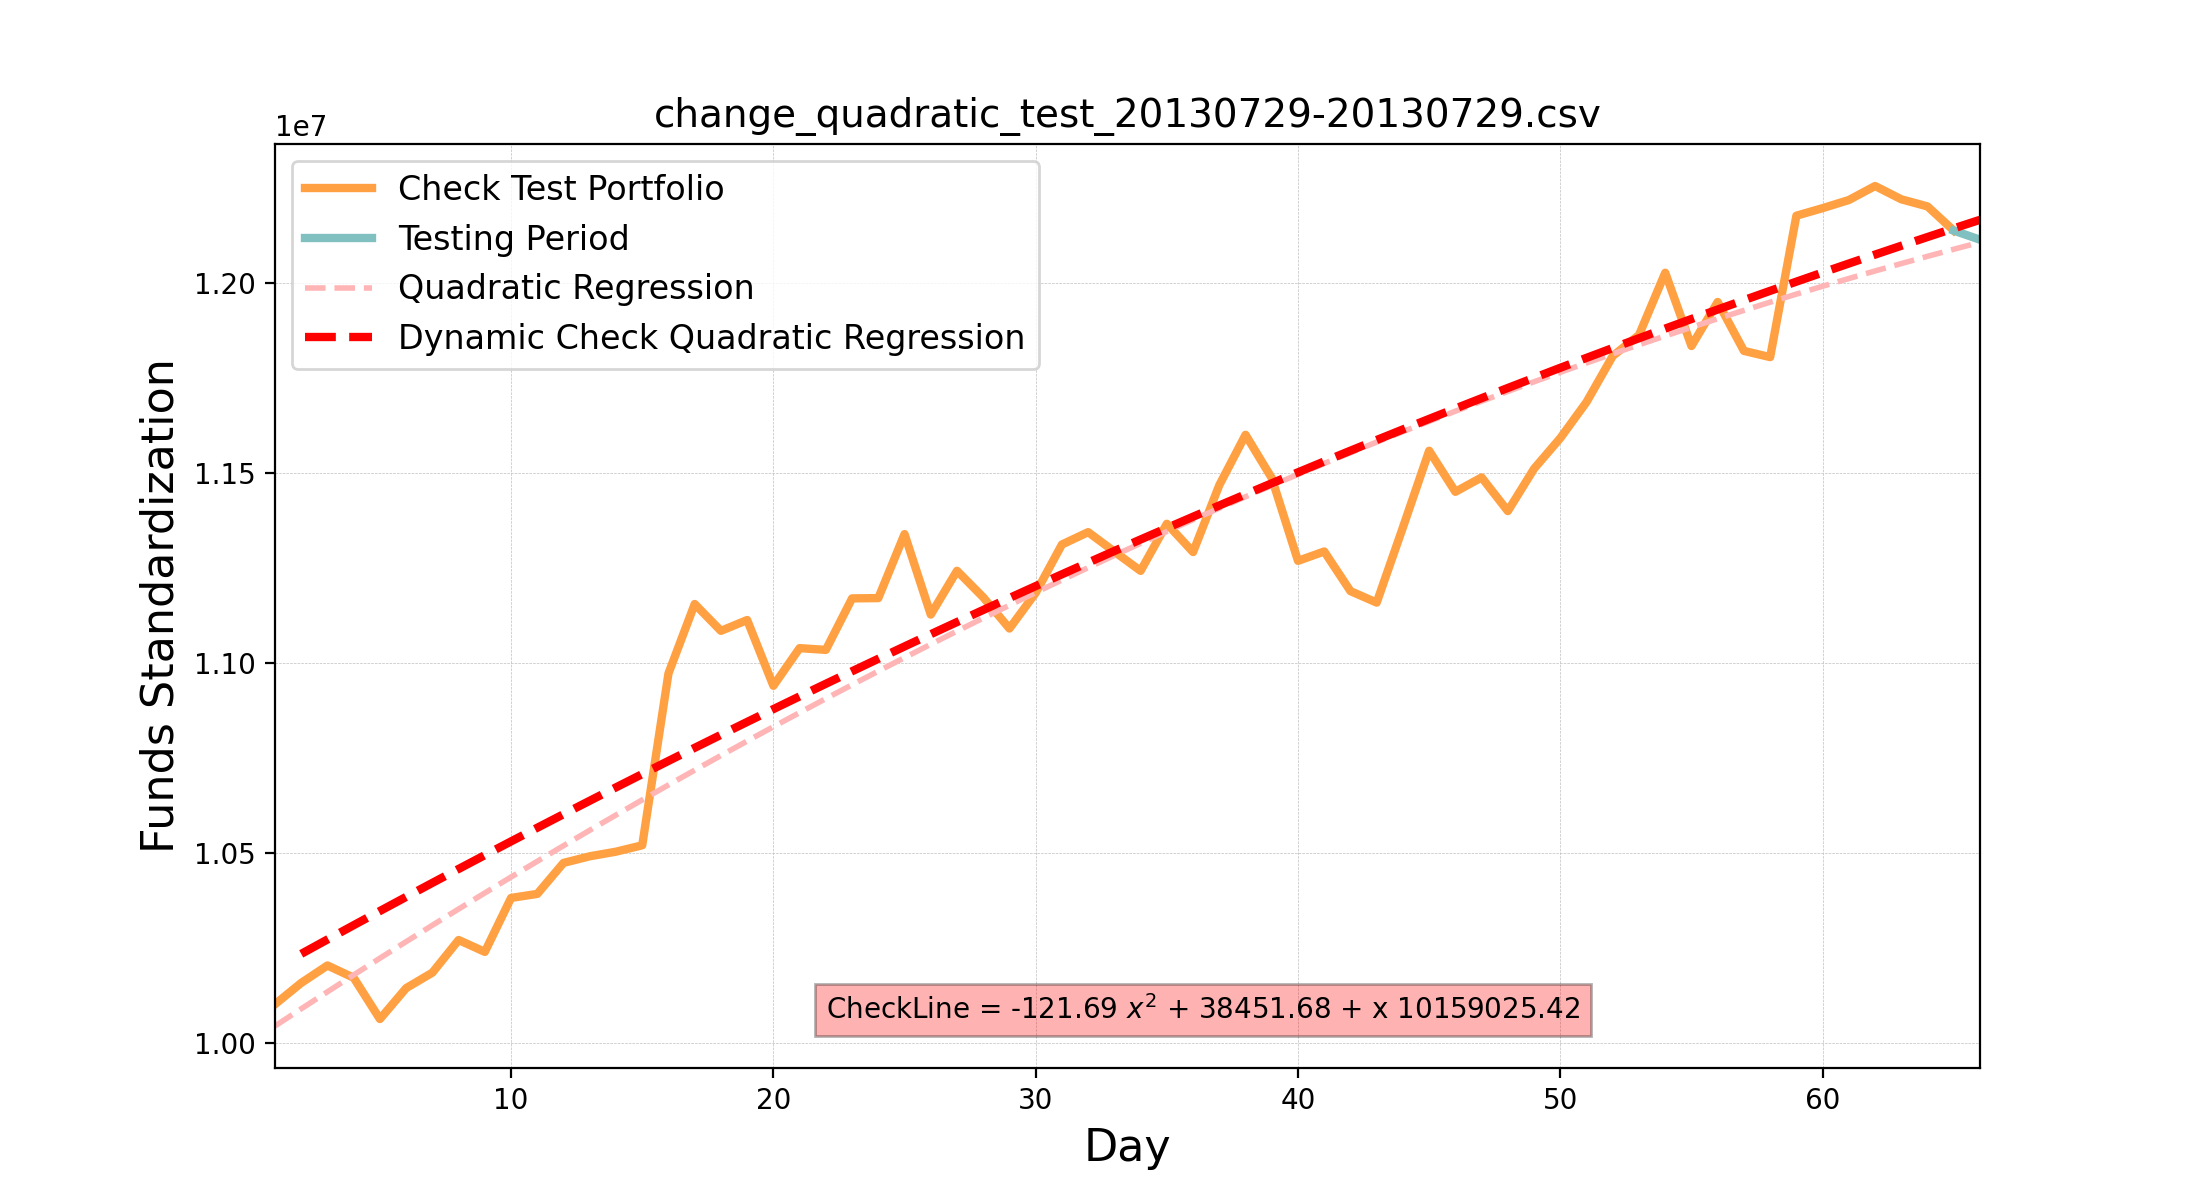 change_quadratic_test_20130729-20130729.csv
1e7
Check Test Portfolio
Testing Period
Quadratic Regression
Dynamic Check Quadratic Regression
Funds Standardization
1.20
1.15
1.10
1.05
1.00
CheckLine = -121.69 x² + 38451.68 + x 10159025.42
10 20 30 40 50 60
Day